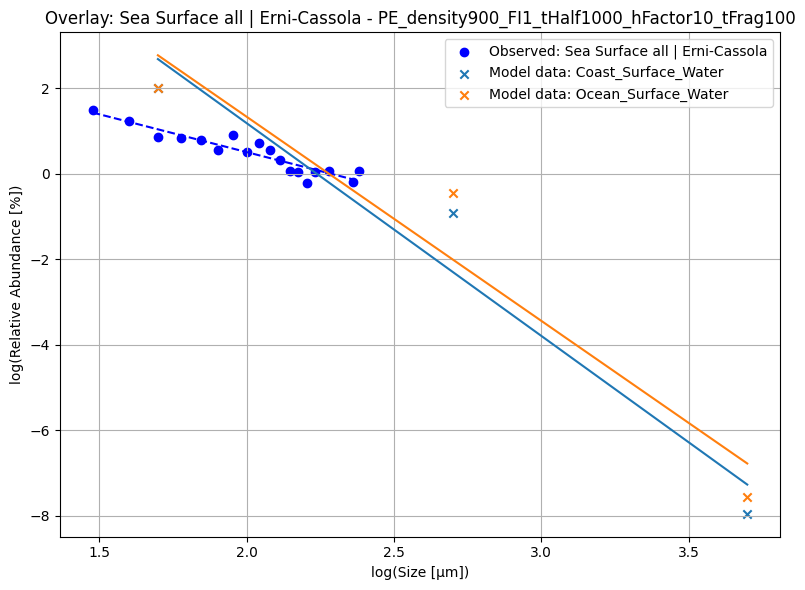 Overlay: Sea Surface all | Erni-Cassola - PE_density900_FI1_tHalf1000_hFactor10_tFrag100
Observed: Sea Surface all | Erni-Cassola
Model data: Coast_Surface_Water
Model data: Ocean_Surface_Water
log(Relative Abundance [%])
2
0
−2
−4
−6
−8
1.5
2.0
2.5
3.0
3.5
log(Size [µm])